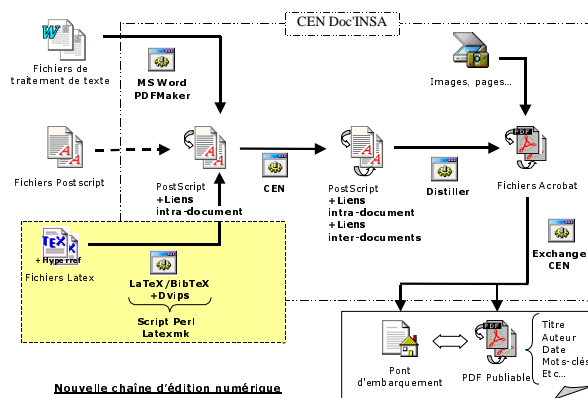 CEN Doc'INSA
W
Fichiers de
traitement de texte
MS Word
PDFMaker
Images, pages...
Fichiers Postscript
PostScript
+Liens
intra-document
CEN
PostScript
+Liens
intra-document
+Liens
inter-documents
Distiller
PDF
Fichiers Acrobat
TEX
+ Hyperref
Fichiers Latex
LaTeX/BibTeX
+Dvips
Script Perl
Latexmk
Exchange
CEN
Pont
d'embarquement
PDF
PDF Publiable
Titre
Auteur
Date
Mots-clés
Etc...
Nouvelle chaîne d'édition numérique